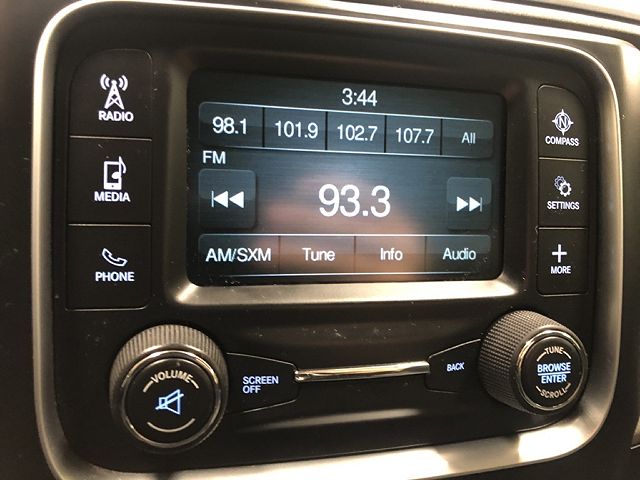 3:44
98.1 101.9 102.7 107.7 All
FM
93.3
AM/SXM Tune Info Audio
RADIO
MEDIA
PHONE
N
COMPASS
SETTINGS
+
MORE
VOLUME
SCREEN
OFF
BACK
TUNE
BROWSE
ENTER
SCROLL